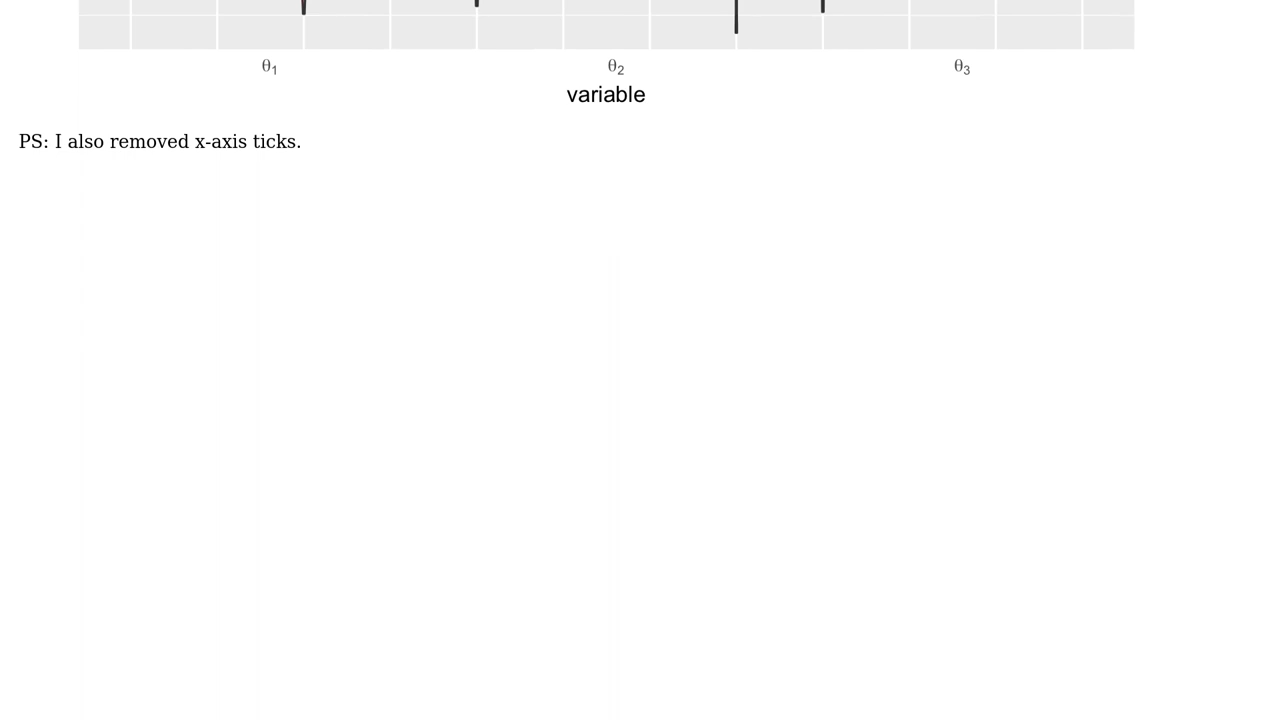 θ₁ θ₂ θ₃
variable
PS: I also removed x-axis ticks.